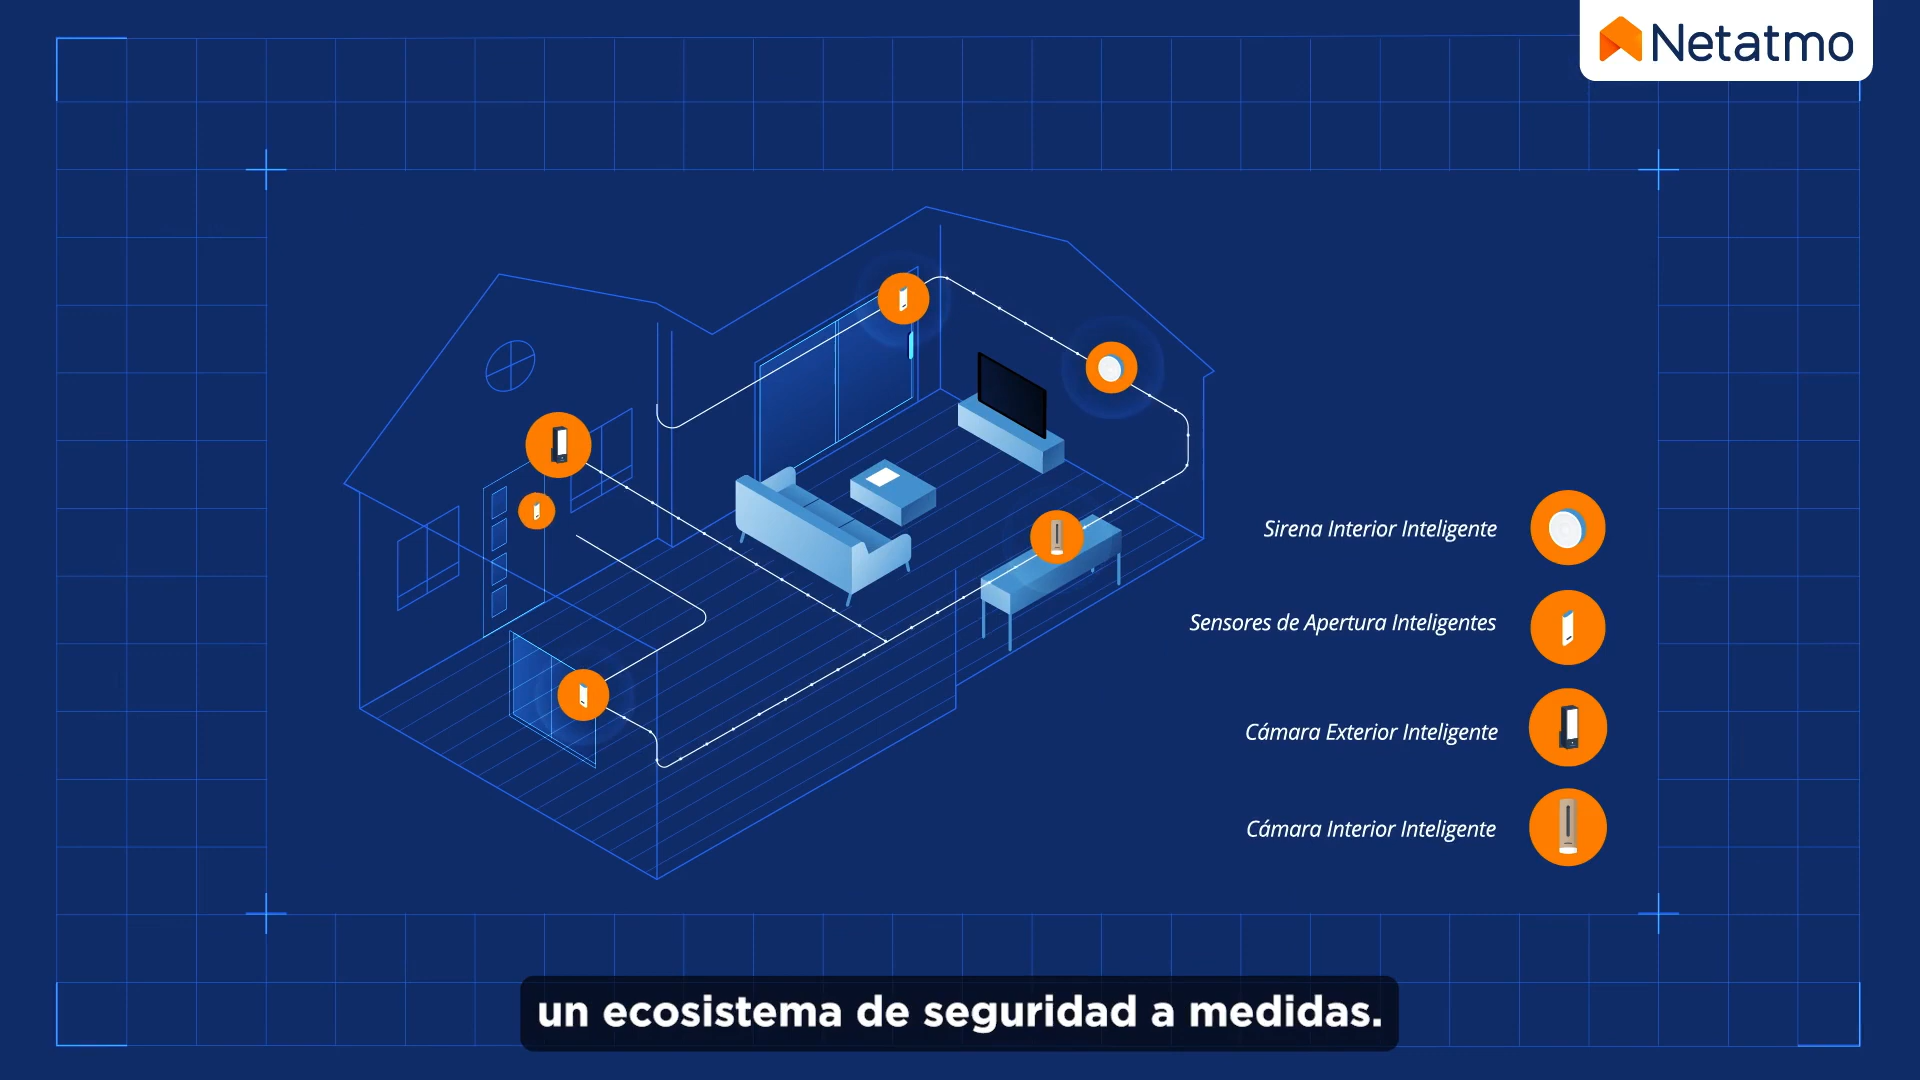 Netatmo
Sirena Interior Inteligente
Sensores de Apertura Inteligentes
Cámara Exterior Inteligente
Cámara Interior Inteligente
un ecosistema de seguridad a medidas.